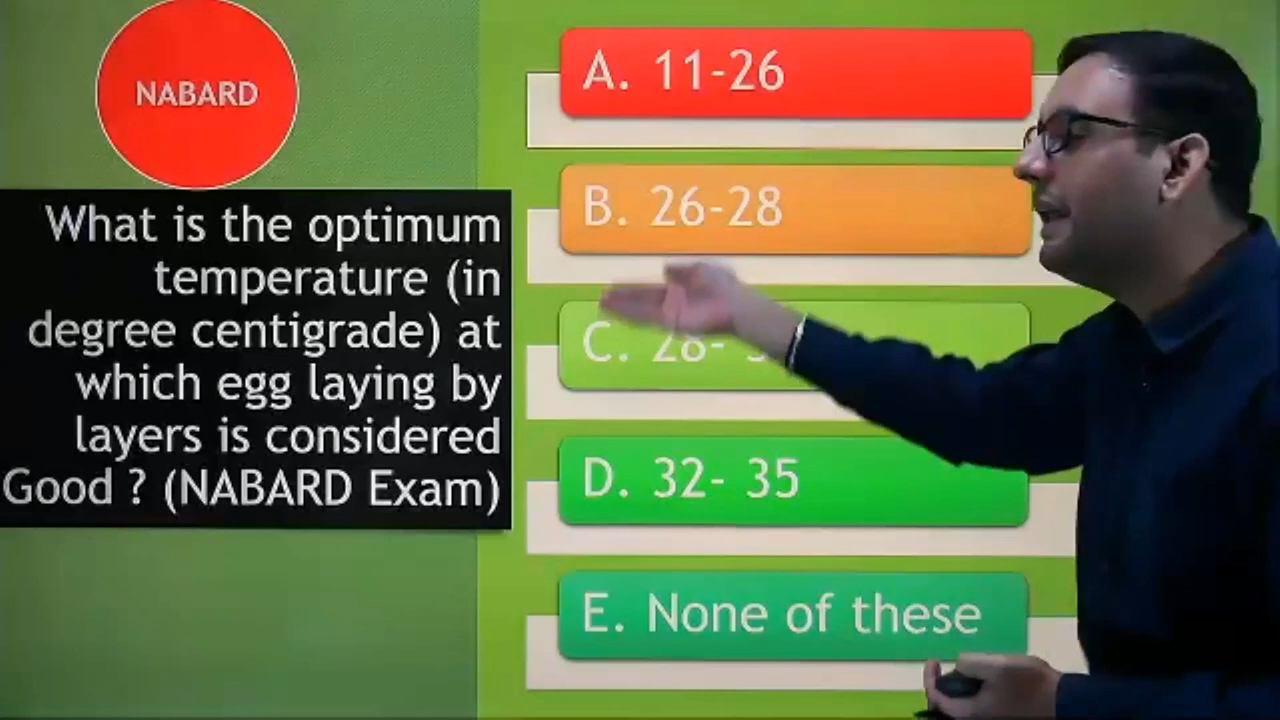 NABARD
What is the optimum
temperature (in
degree centigrade) at
which egg laying by
layers is considered
Good ? (NABARD Exam)
A. 11-26
B. 26-28
C. 28-
D. 32- 35
E. None of these